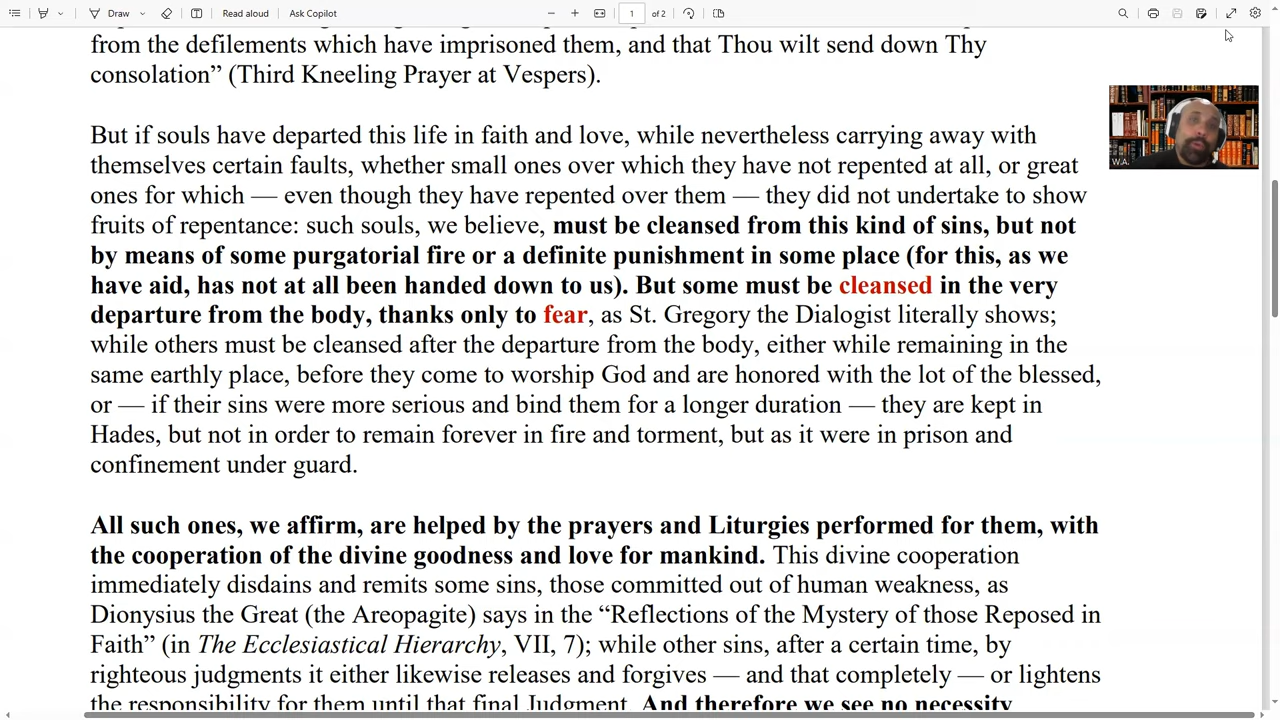 Draw
Read aloud
Ask Copilot
1
of 2
from the defilements which have imprisoned them, and that Thou wilt send down Thy
consolation” (Third Kneeling Prayer at Vespers).
But if souls have departed this life in faith and love, while nevertheless carrying away with
themselves certain faults, whether small ones over which they have not repented at all, or great
ones for which — even though they have repented over them — they did not undertake to show
fruits of repentance: such souls, we believe, must be cleansed from this kind of sins, but not
by means of some purgatorial fire or a definite punishment in some place (for this, as we
have aid, has not at all been handed down to us). But some must be cleansed in the very
departure from the body, thanks only to fear, as St. Gregory the Dialogist literally shows;
while others must be cleansed after the departure from the body, either while remaining in the
same earthly place, before they come to worship God and are honored with the lot of the blessed,
or — if their sins were more serious and bind them for a longer duration — they are kept in
Hades, but not in order to remain forever in fire and torment, but as it were in prison and
confinement under guard.
All such ones, we affirm, are helped by the prayers and Liturgies performed for them, with
the cooperation of the divine goodness and love for mankind. This divine cooperation
immediately disdains and remits some sins, those committed out of human weakness, as
Dionysius the Great (the Areopagite) says in the “Reflections of the Mystery of those Reposed in
Faith” (in The Ecclesiastical Hierarchy, VII, 7); while other sins, after a certain time, by
righteous judgments it either likewise releases and forgives — and that completely — or lightens
the responsibility for them until that final Judgment. And therefore we see no necessity
W.A.